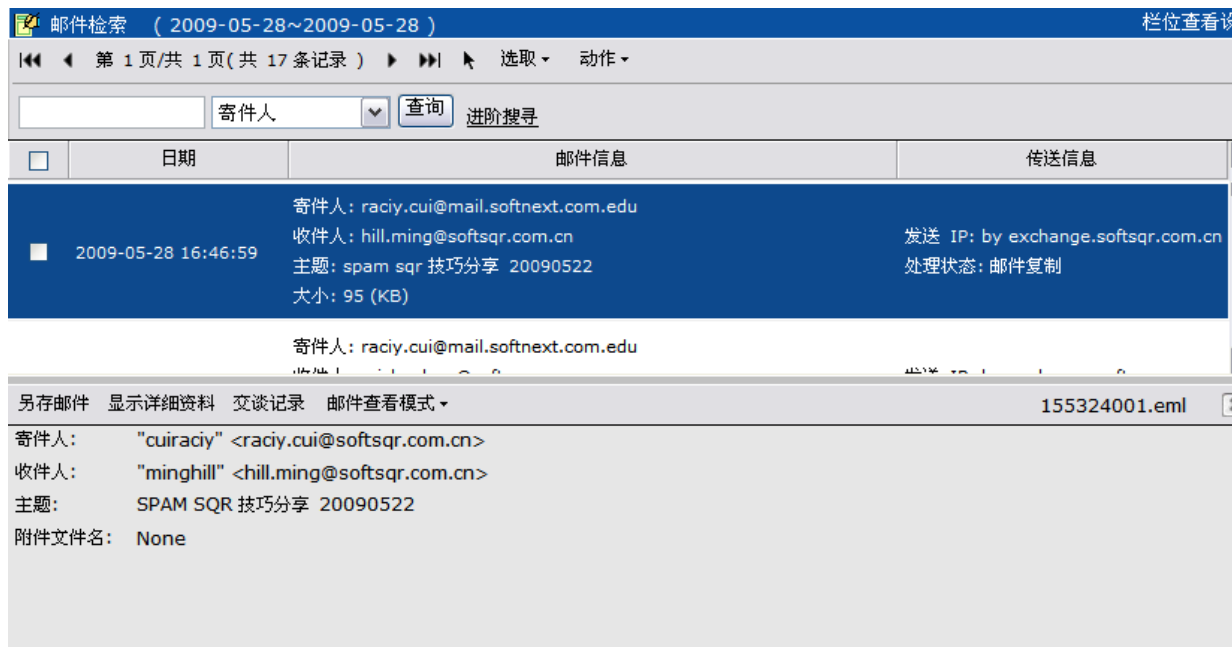 邮件检索 ( 2009-05-28~2009-05-28 ) 栏位查看
第 1 页/共 1 页( 共 17 条记录 ) 选取 动作
寄件人 查询 进阶搜寻
日期 邮件信息 传送信息
寄件人: raciy.cui@mail.softnext.com.edu
收件人: hill.ming@softsqr.com.cn
2009-05-28 16:46:59
主题: spam sqr 技巧分享 20090522
大小: 95 (KB)
发送 IP: by exchange.softsqr.com.cn
处理状态: 邮件复制
寄件人: raciy.cui@mail.softnext.com.edu
另存邮件 显示详细资料 交谈记录 邮件查看模式 155324001.eml
寄件人: "cuiraciy" <raciy.cui@softsqr.com.cn>
收件人: "minghill" <hill.ming@softsqr.com.cn>
主题: SPAM SQR 技巧分享 20090522
附件文件名: None